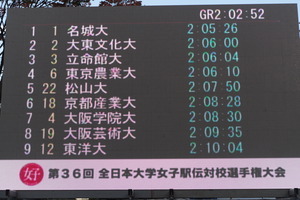 GR2:02:52
1 1 名城大 2 05 26
2 2 大東文化大 2 06 00
3 3 立命館大 2 06 04
4 6 東京農業大 2 06 10
5 22 松山大 2 07 50
6 18 京都産業大 2 08 28
7 4 大阪学院大 2 08 30
8 19 大阪芸術大 2 09 35
9 12 東洋大 2 10 04
女子 第36回 全日本大学女子駅伝対校選手権大会